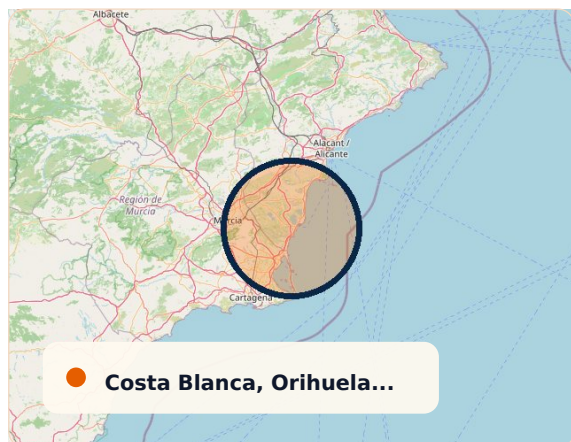 Albacete
Alacant /
Alicante
Región de
Murcia
Murcia
Cartagena
Costa Blanca, Orihuela...